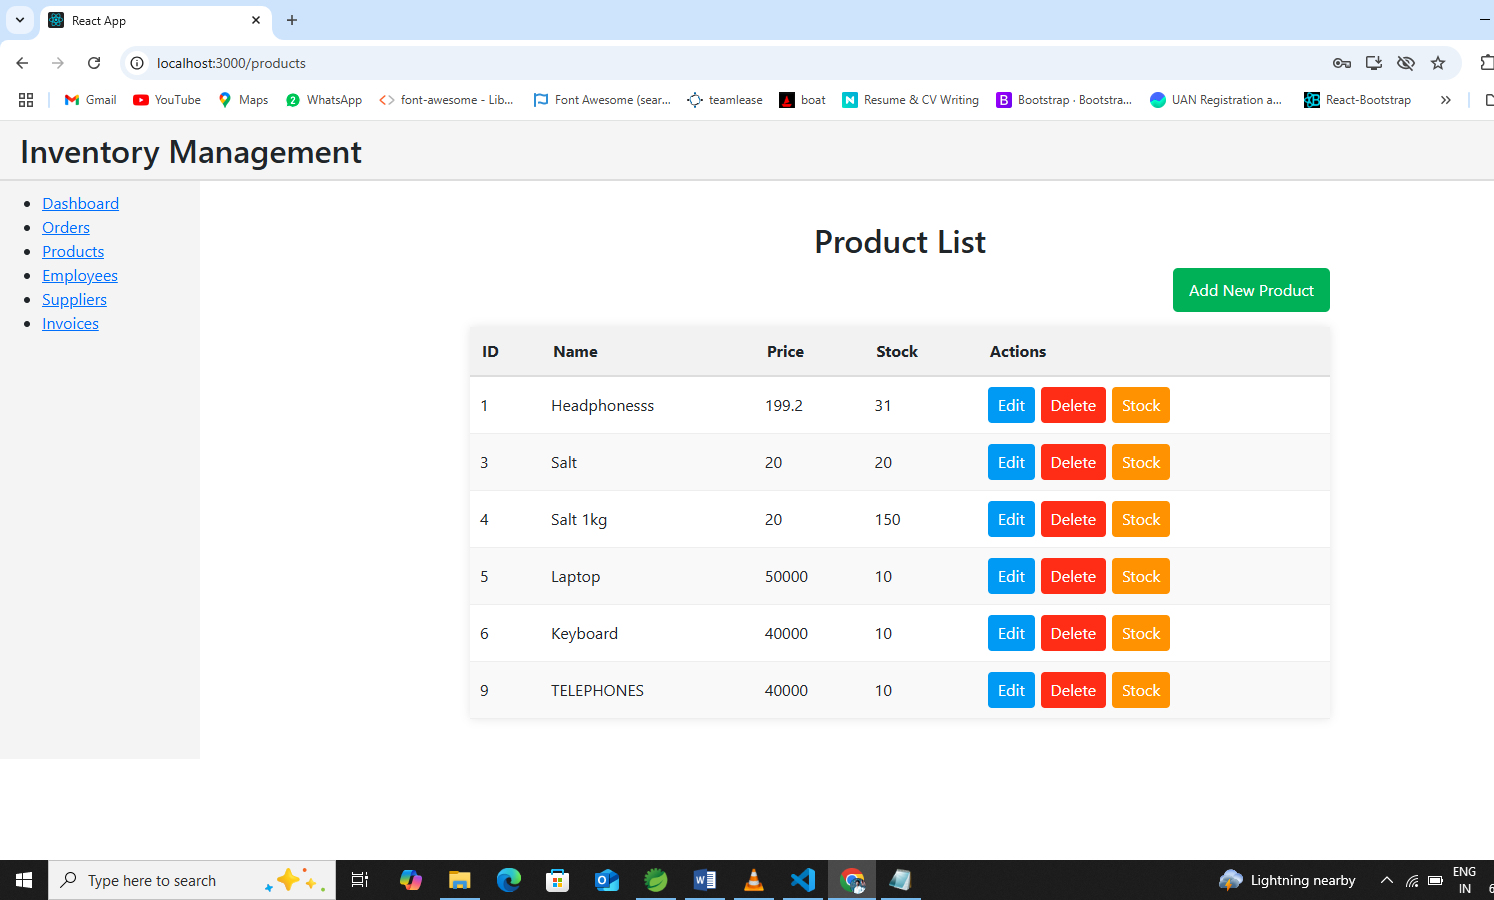 React App
localhost:3000/products
Gmail YouTube Maps WhatsApp font-awesome - Lib... Font Awesome (sear... teamlease boat Resume & CV Writing Bootstrap · Bootstra... UAN Registration a... React-Bootstrap
Inventory Management
Dashboard
Orders
Products
Employees
Suppliers
Invoices
Product List
Add New Product
ID Name Price Stock Actions
1 Headphonesss 199.2 31 Edit Delete Stock
3 Salt 20 20 Edit Delete Stock
4 Salt 1kg 20 150 Edit Delete Stock
5 Laptop 50000 10 Edit Delete Stock
6 Keyboard 40000 10 Edit Delete Stock
9 TELEPHONES 40000 10 Edit Delete Stock
Type here to search
Lightning nearby
ENG
IN